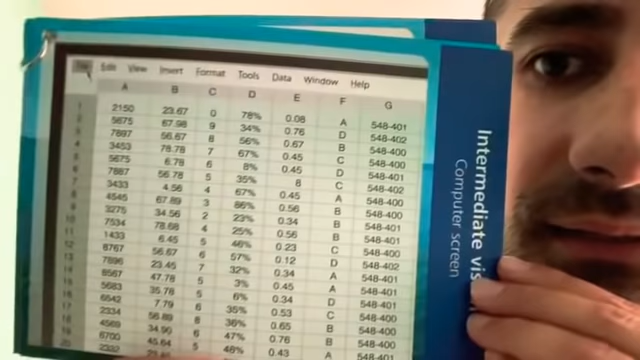 File Edit View Insert Format Tools Data Window Help
A B C D E F G
1 2150 23.67 0 78% 0.08 A 548-401
2 5675 67.98 9 34% 0.76 D 548-402
3 7897 56.67 8 56% 0.67 B 548-400
4 3453 78.78 7 67% 0.45 C 548-400
5 5675 6.78 6 8% 0.45 D 548-401
6 7887 56.78 5 35% 8 C 548-402
7 3433 4.56 4 67% 0.45 A 548-400
8 4545 67.89 3 86% 0.56 B 548-400
9 3275 34.56 2 23% 0.34 B 548-401
10 7534 78.68 4 25% 0.56 B 548-401
11 1433 6.45 5 46% 0.23 C 548-400
12 8767 56.67 6 57% 0.12 D 548-402
13 7896 23.45 7 32% 0.34 A 548-401
14 8567 47.78 5 3% 0.45 A 548-401
15 5683 35.78 5 6% 0.34 D 548-401
16 6542 7.79 6 35% 0.53 C 548-400
17 2334 56.89 8 36% 0.65 B 548-400
18 4569 34.90 6 47% 0.76 B 548-400
19 6700 45.64 5 48% 0.43 A 548-401
20 2332
Intermediate
Computer screen